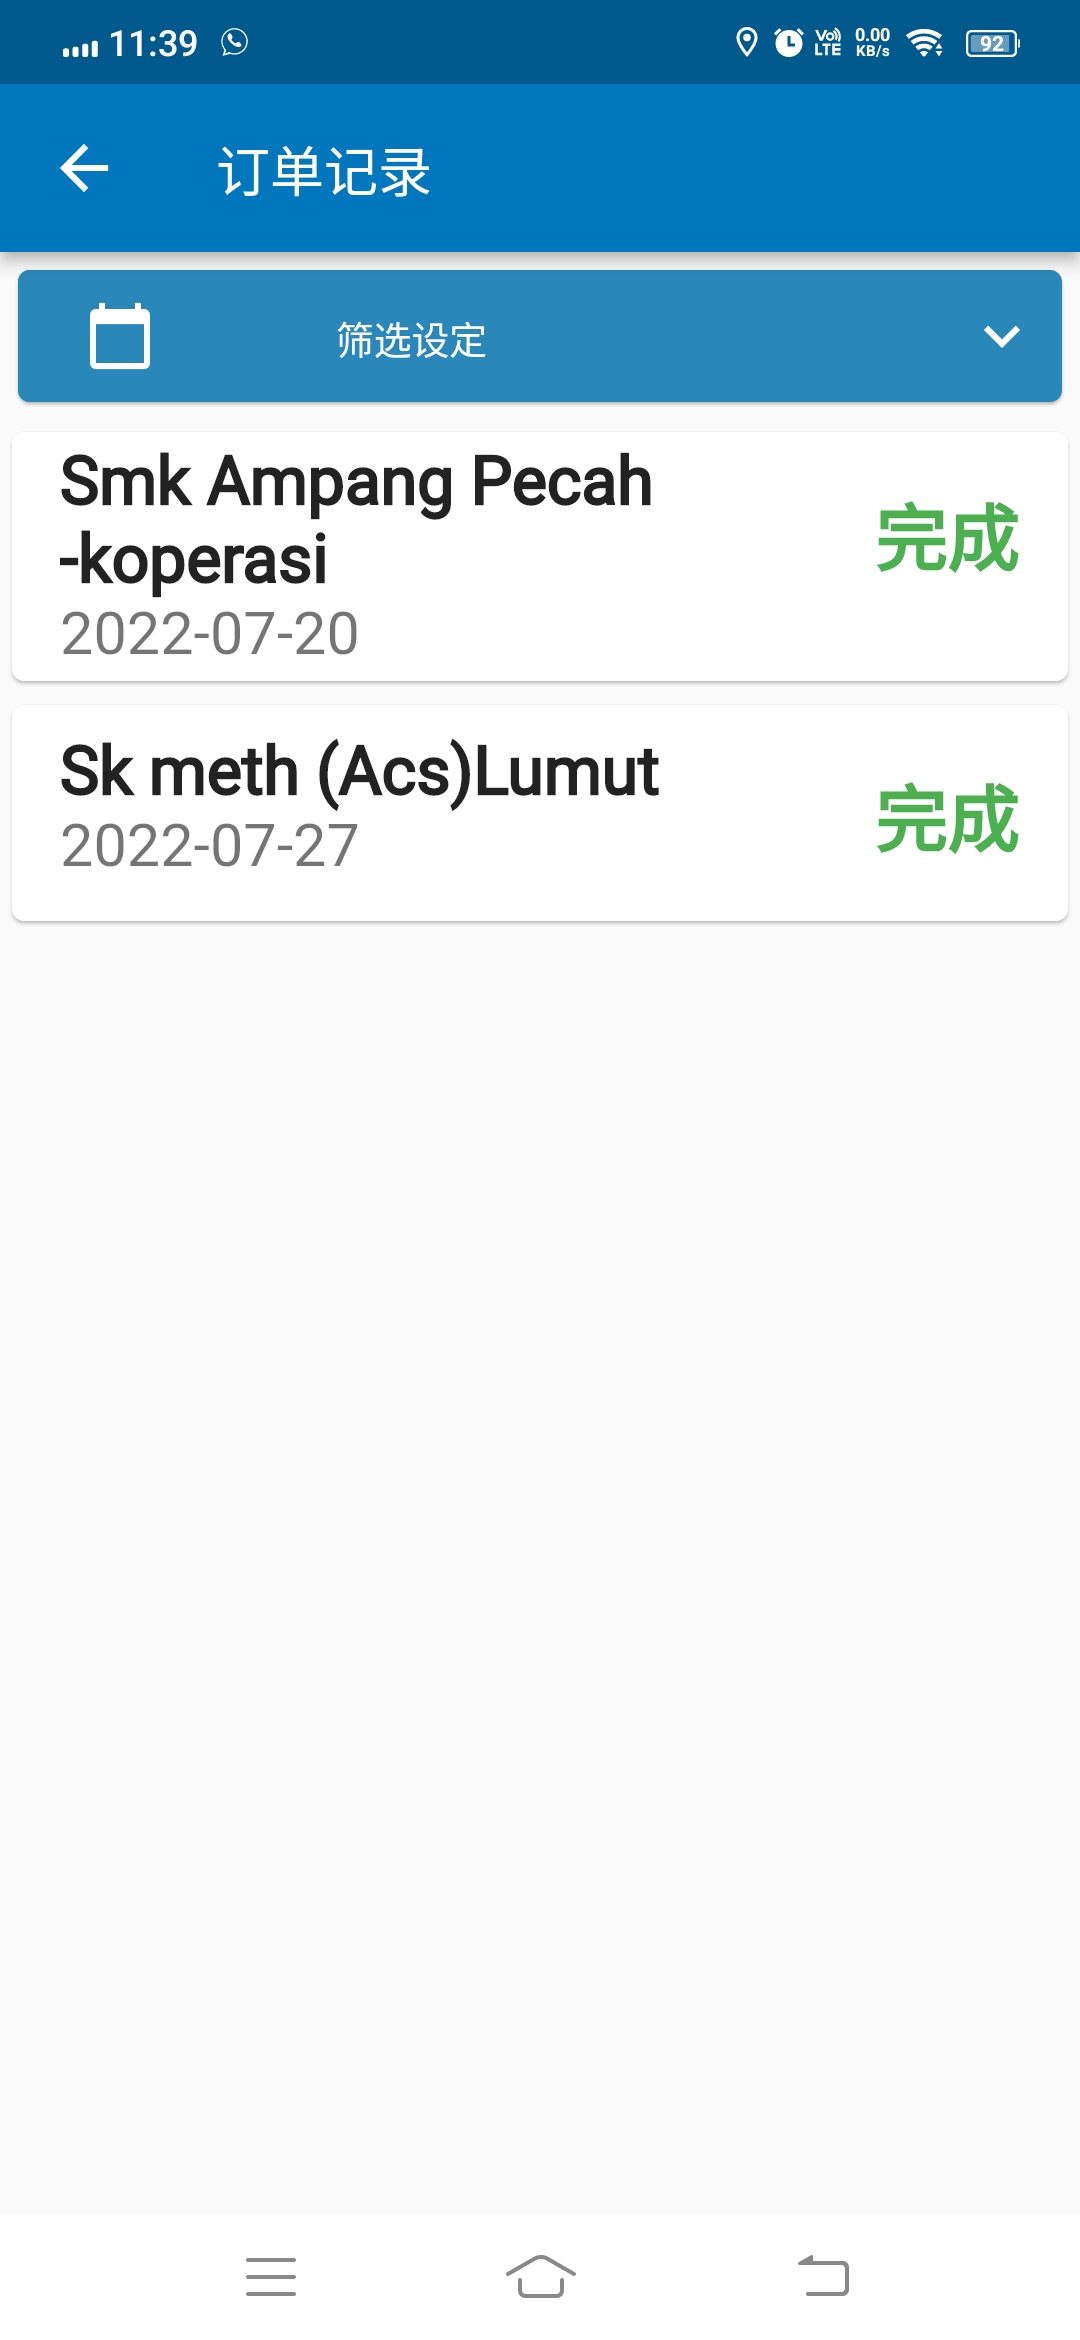 11:39
Vo)) LTE
0.00 KB/s
92
订单记录
筛选设定
Smk Ampang Pecah
-koperasi
2022-07-20
完成
Sk meth (Acs)Lumut
2022-07-27
完成